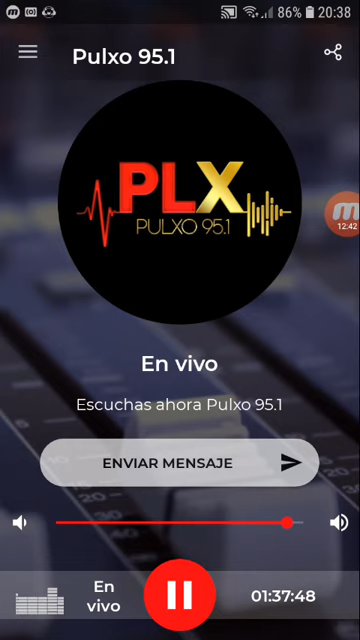 86% 20:38
Pulxo 95.1
PLX
PULXO 95.1
12:42
En vivo
Escuchas ahora Pulxo 95.1
ENVIAR MENSAJE
En
vivo
01:37:48